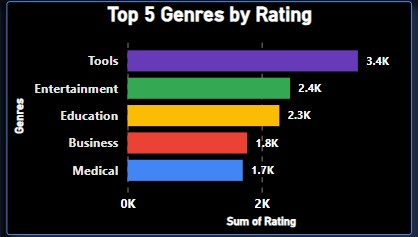 Top 5 Genres by Rating
Genres
Tools 3.4K
Entertainment 2.4K
Education 2.3K
Business 1.8K
Medical 1.7K
0K 2K
Sum of Rating